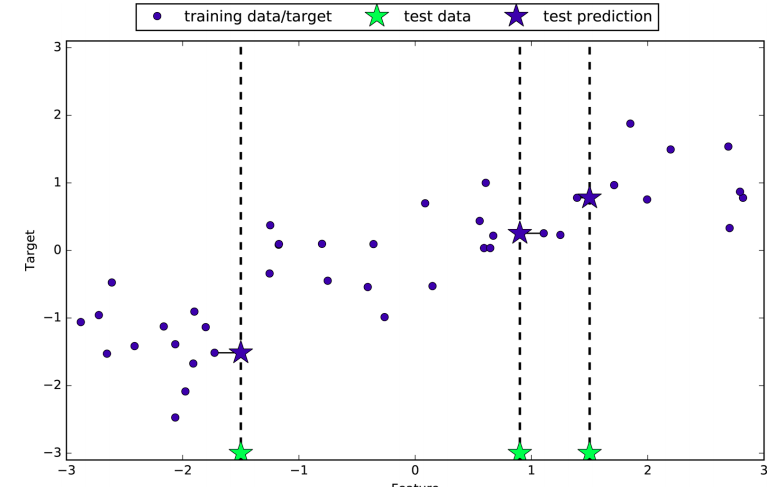 training data/target test data test prediction
3
2
1
0
−1
−2
−3
Target
−3 −2 −1 0 1 2 3
Feature